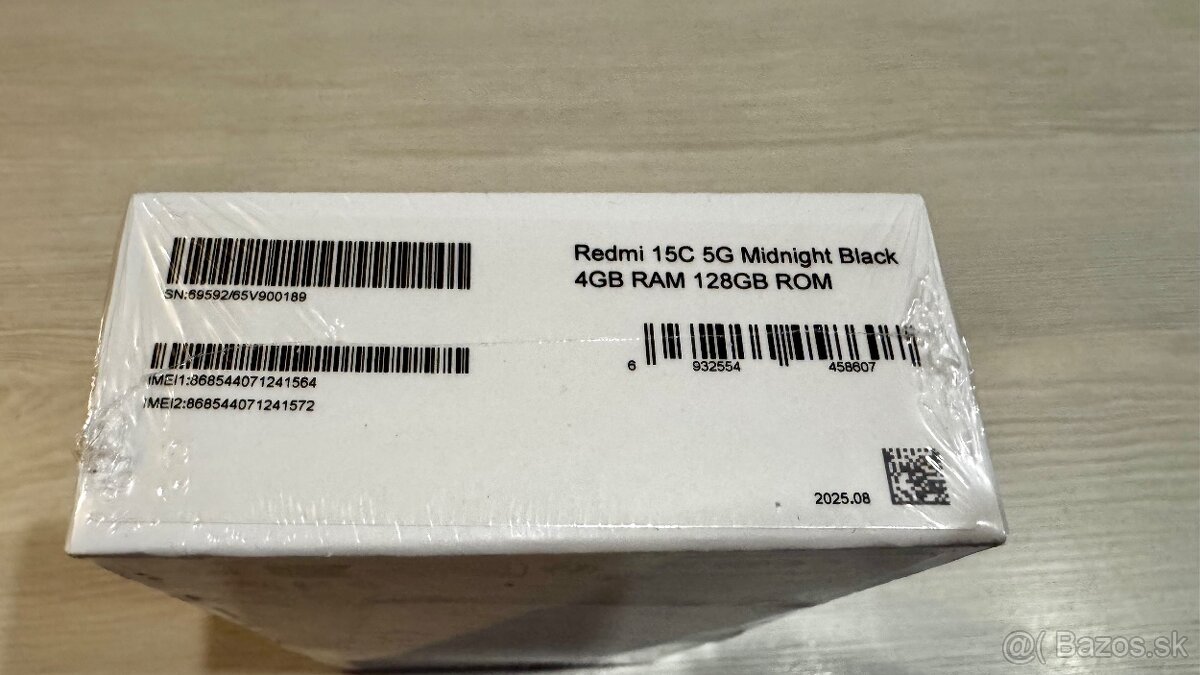 SN:69592/65V900189
IMEI1:868544071241564
IMEI2:868544071241572
Redmi 15C 5G Midnight Black
4GB RAM 128GB ROM
6 932554 458607
2025.08
@( Bazos.sk